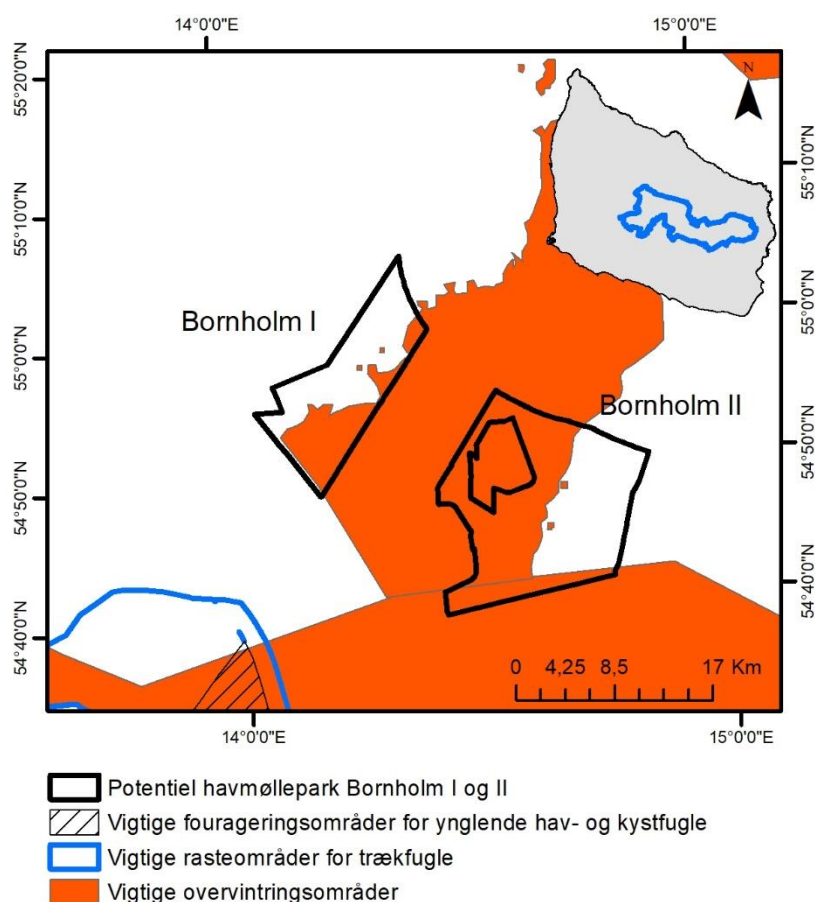 14°0'0"E 15°0'0"E
55°20'0"N
N
55°10'0"N
55°10'0"N
Bornholm I
55°0'0"N
55°0'0"N
Bornholm II
54°50'0"N
54°50'0"N
54°40'0"N
54°40'0"N
0 4,25 8,5 17 Km
14°0'0"E 15°0'0"E
Potentiel havmøllepark Bornholm I og II
Vigtige fourageringsområder for ynglende hav- og kystfugle
Vigtige rasteområder for trækfugle
Vigtige overvintringsområder